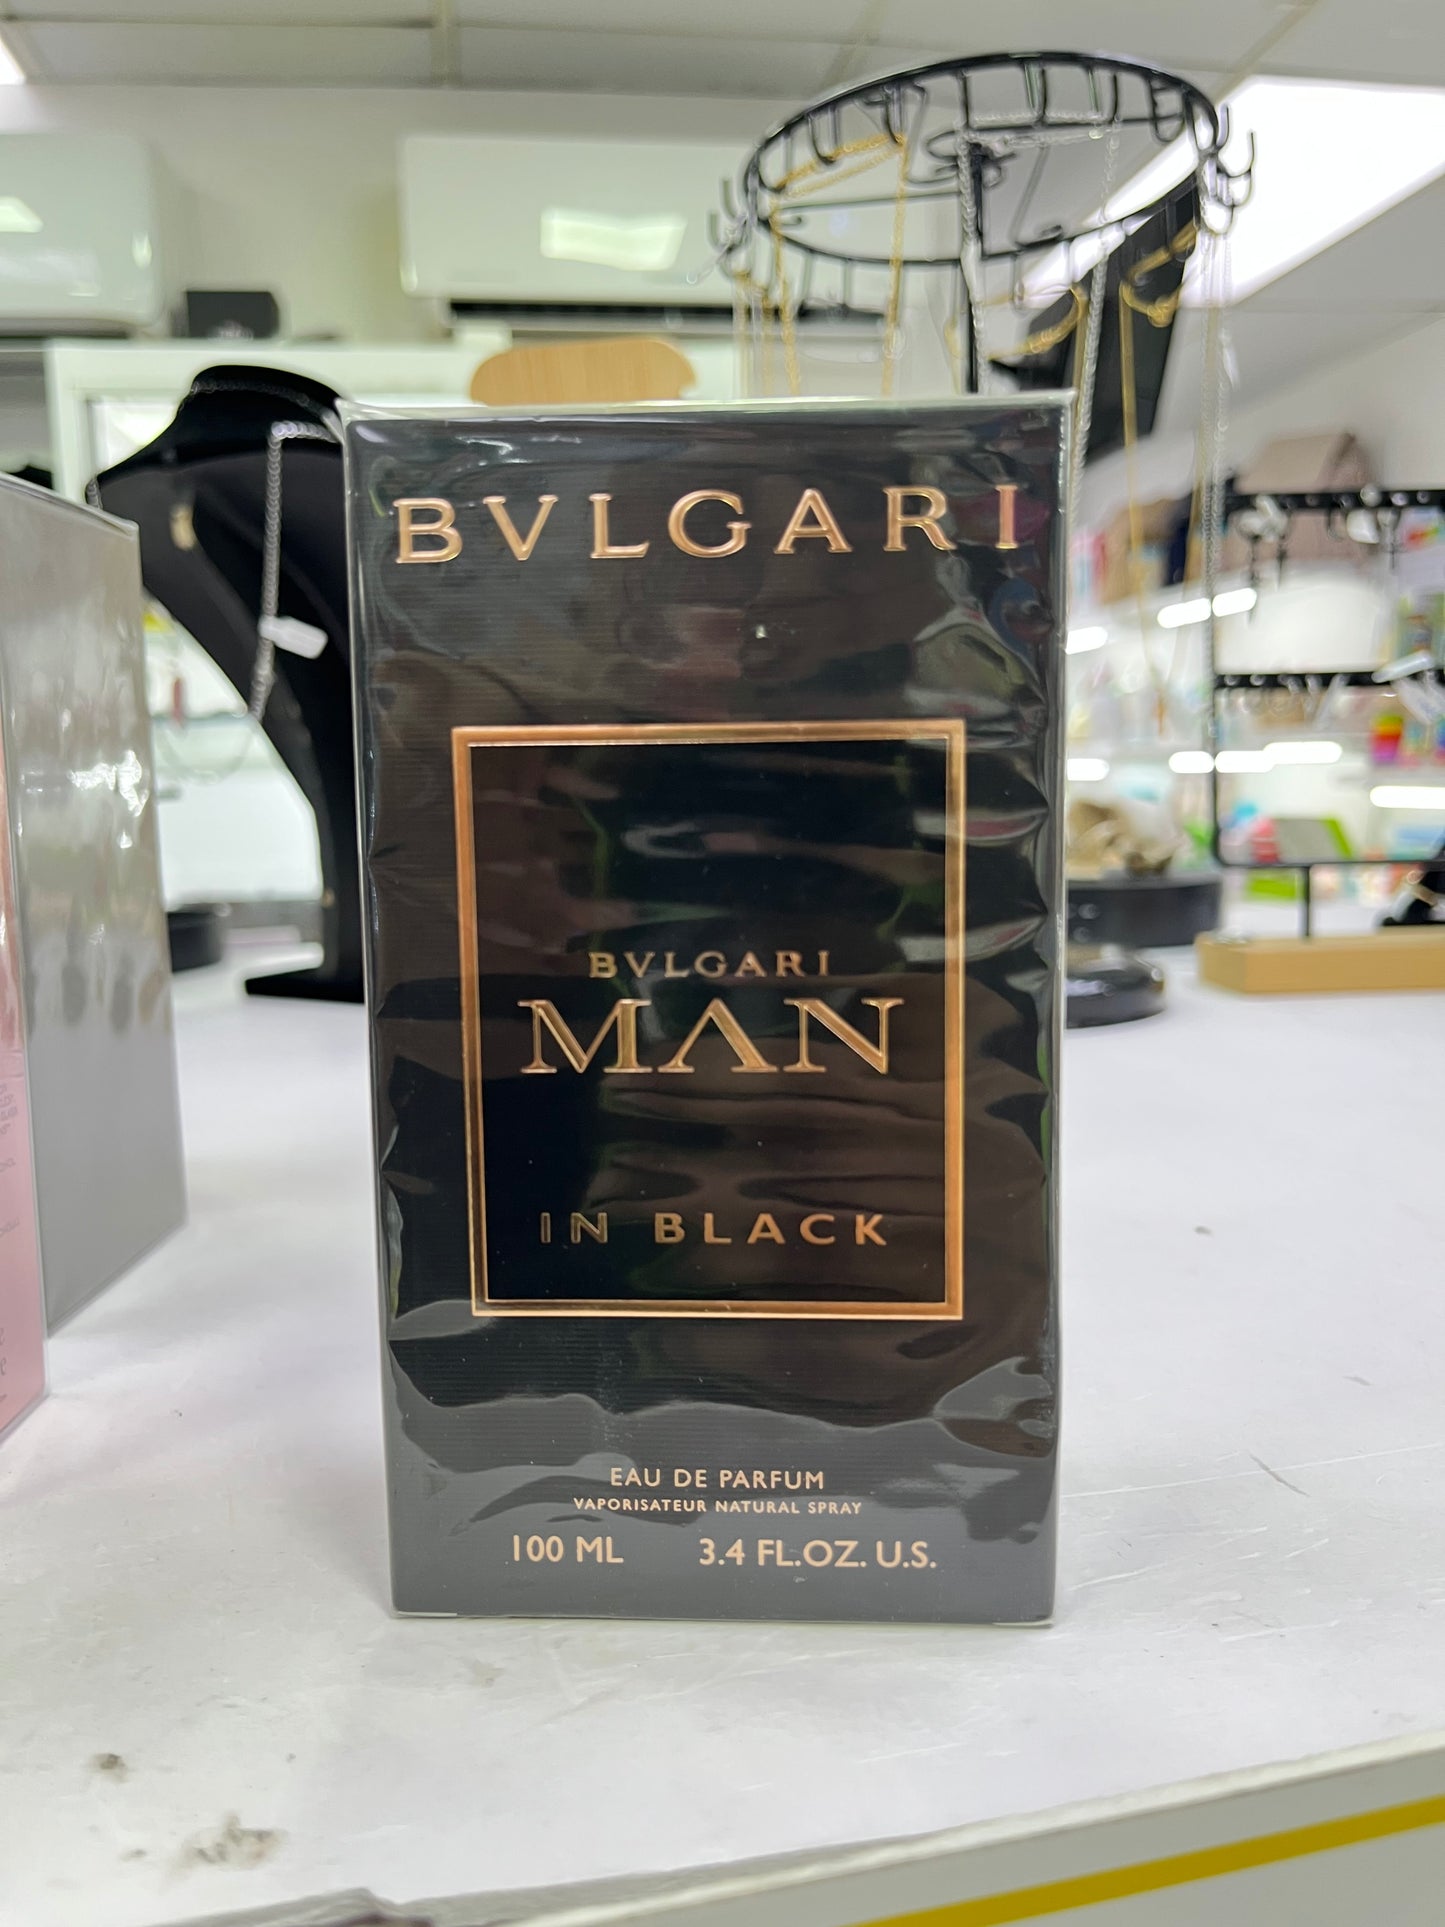 BVLGARI
BVLGARI
MAN
IN BLACK
EAU DE PARFUM
VAPORISATEUR NATURAL SPRAY
100 ML 3.4 FL.OZ. U.S.